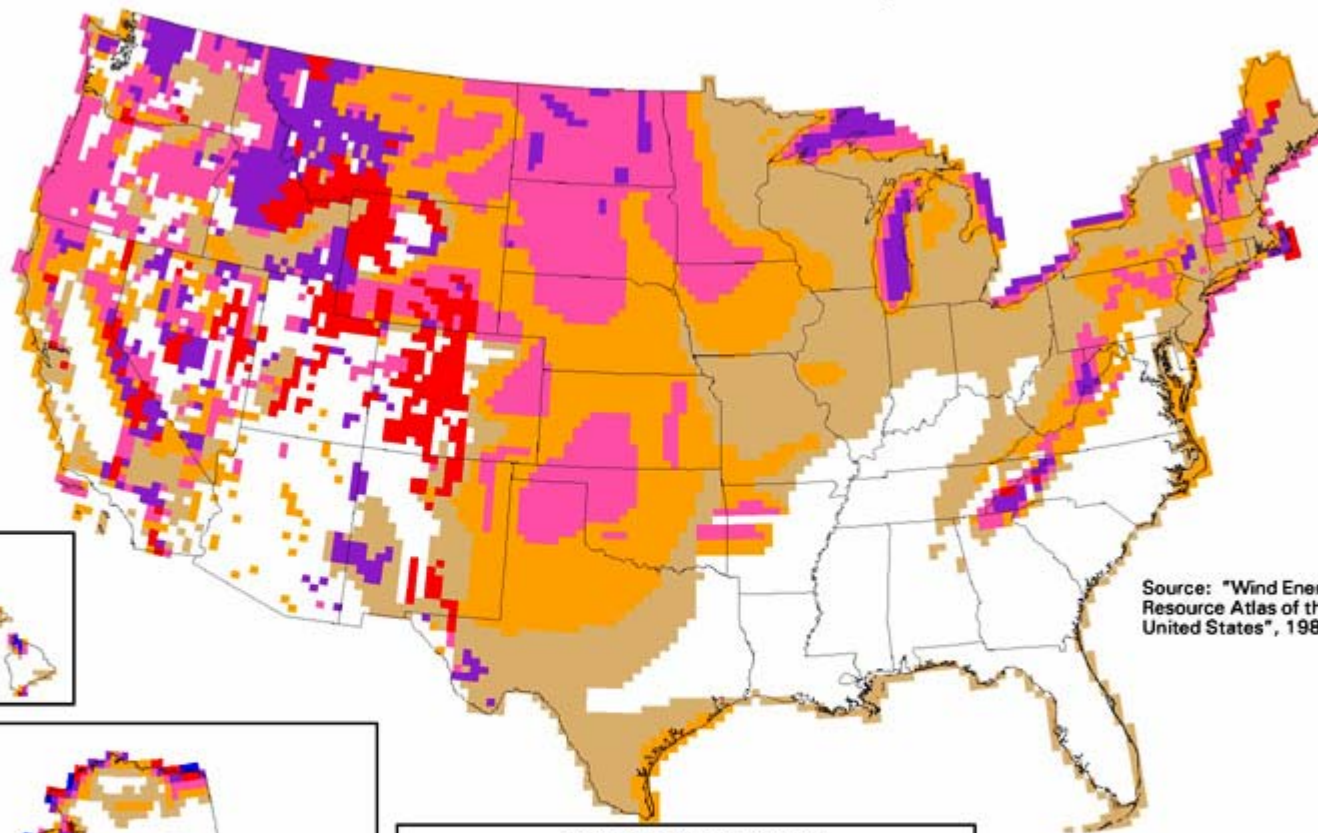 Source: "Wind Ener
Resource Atlas of th
United States", 198